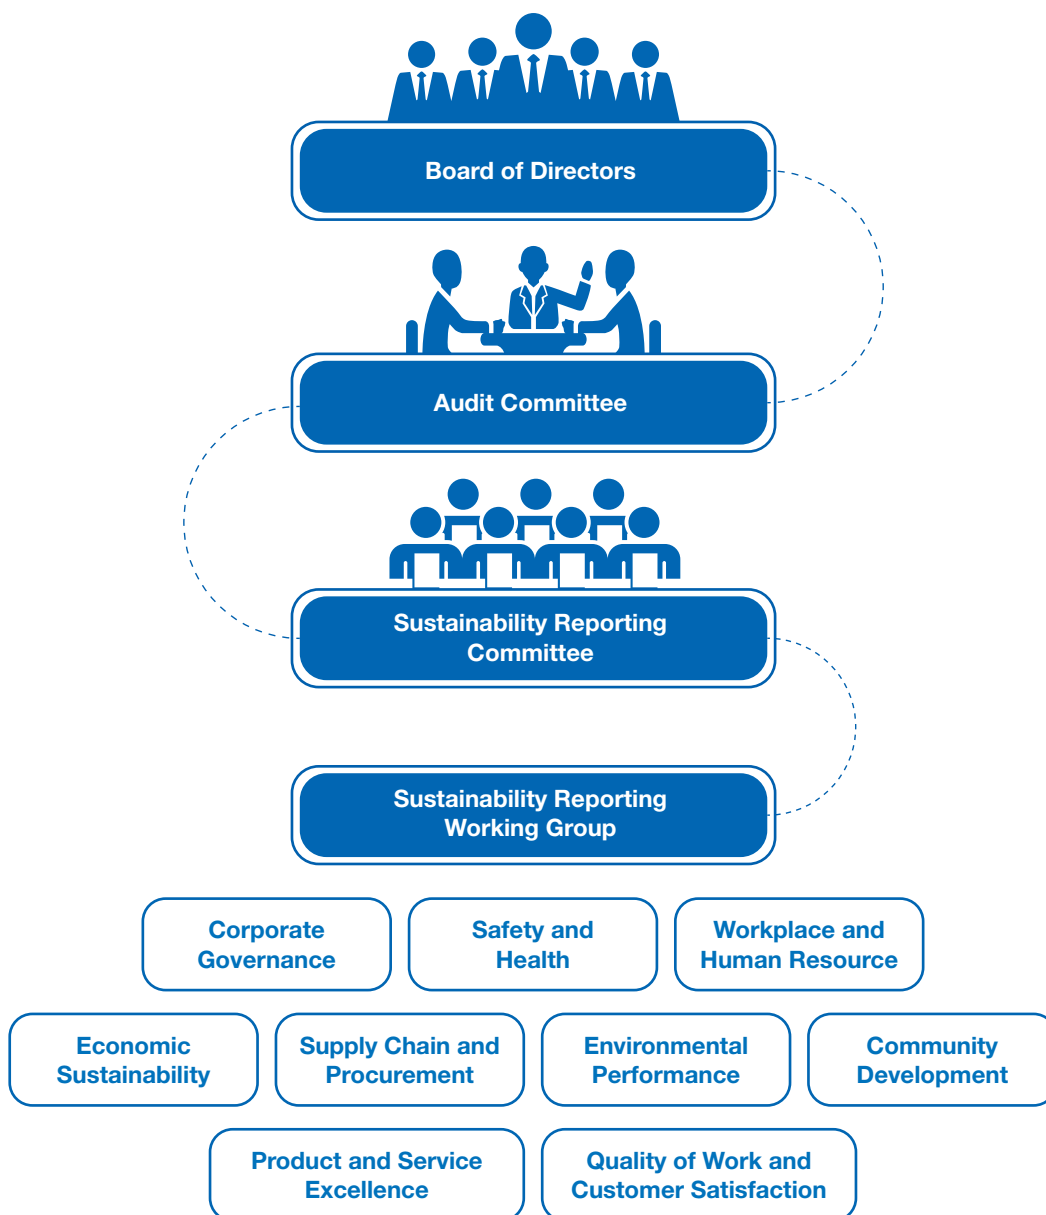 Board of Directors
Audit Committee
Sustainability Reporting
Committee
Sustainability Reporting
Working Group
Corporate
Governance
Safety and
Health
Workplace and
Human Resource
Economic
Sustainability
Supply Chain and
Procurement
Environmental
Performance
Community
Development
Product and Service
Excellence
Quality of Work and
Customer Satisfaction